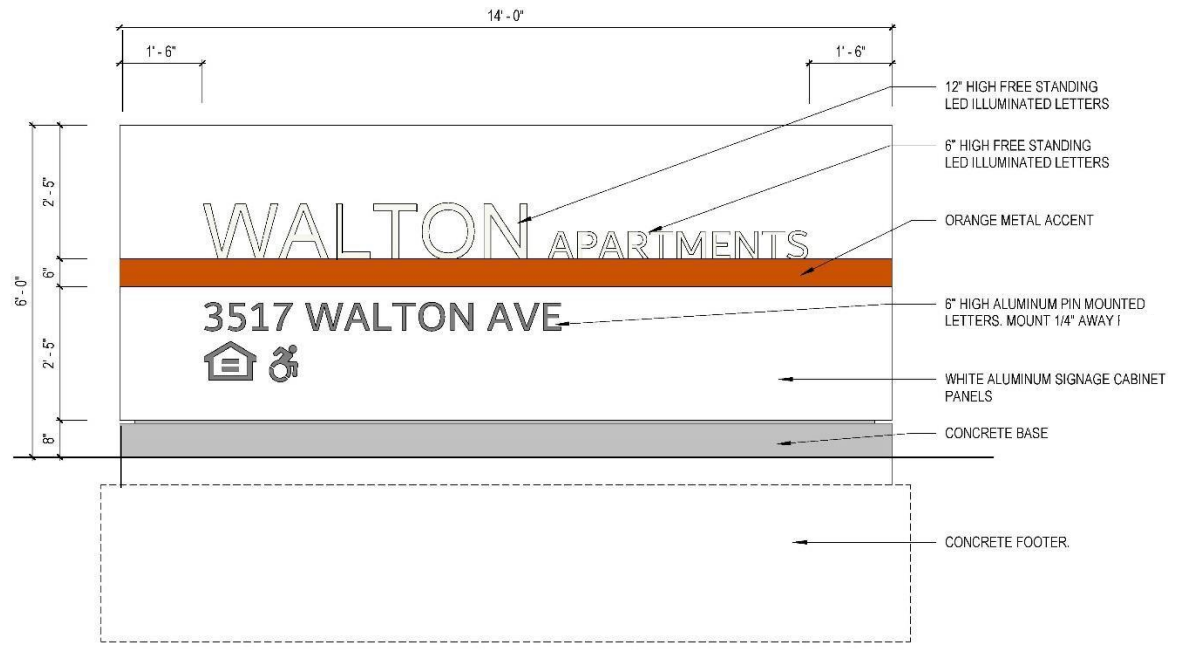 14' - 0"
1' - 6"
1' - 6"
12" HIGH FREE STANDING
LED ILLUMINATED LETTERS
6" HIGH FREE STANDING
LED ILLUMINATED LETTERS
2' - 5"
WALTON APARTMENTS
ORANGE METAL ACCENT
6"
6' - 0"
3517 WALTON AVE
6" HIGH ALUMINUM PIN MOUNTED
LETTERS. MOUNT 1/4" AWAY
2' - 5"
WHITE ALUMINUM SIGNAGE CABINET
PANELS
8"
CONCRETE BASE
CONCRETE FOOTER.